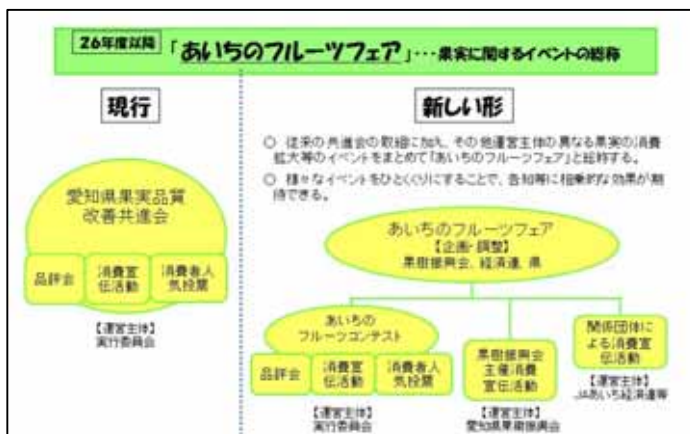 26年度以降「あいちのフルーツフェア」･･･果実に関するイベントの総称
現行
愛知県果実品質
改善共進会
品評会
消費宣
伝活動
消費者人
気投票
【運営主体】
実行委員会
新しい形
○ 従来の共進会の取組に加え、その他運営主体の異なる果実の消費
拡大等のイベントをまとめて「あいちのフルーツフェア」と総称する。
○ 様々なイベントをひとくくりにすることで、告知等に相乗的な効果が期
待できる。
あいちのフルーツフェア
【企画・調整】
果樹振興会、経済連、県
あいちの
フルーツコンテスト
品評会
消費宣
伝活動
消費者人
気投票
【運営主体】
実行委員会
果樹振興会
主催消費
宣伝活動
【運営主体】
愛知県果樹振興会
関係団体によ
る消費宣
伝活動
【運営主体】
JAあいち経済連等